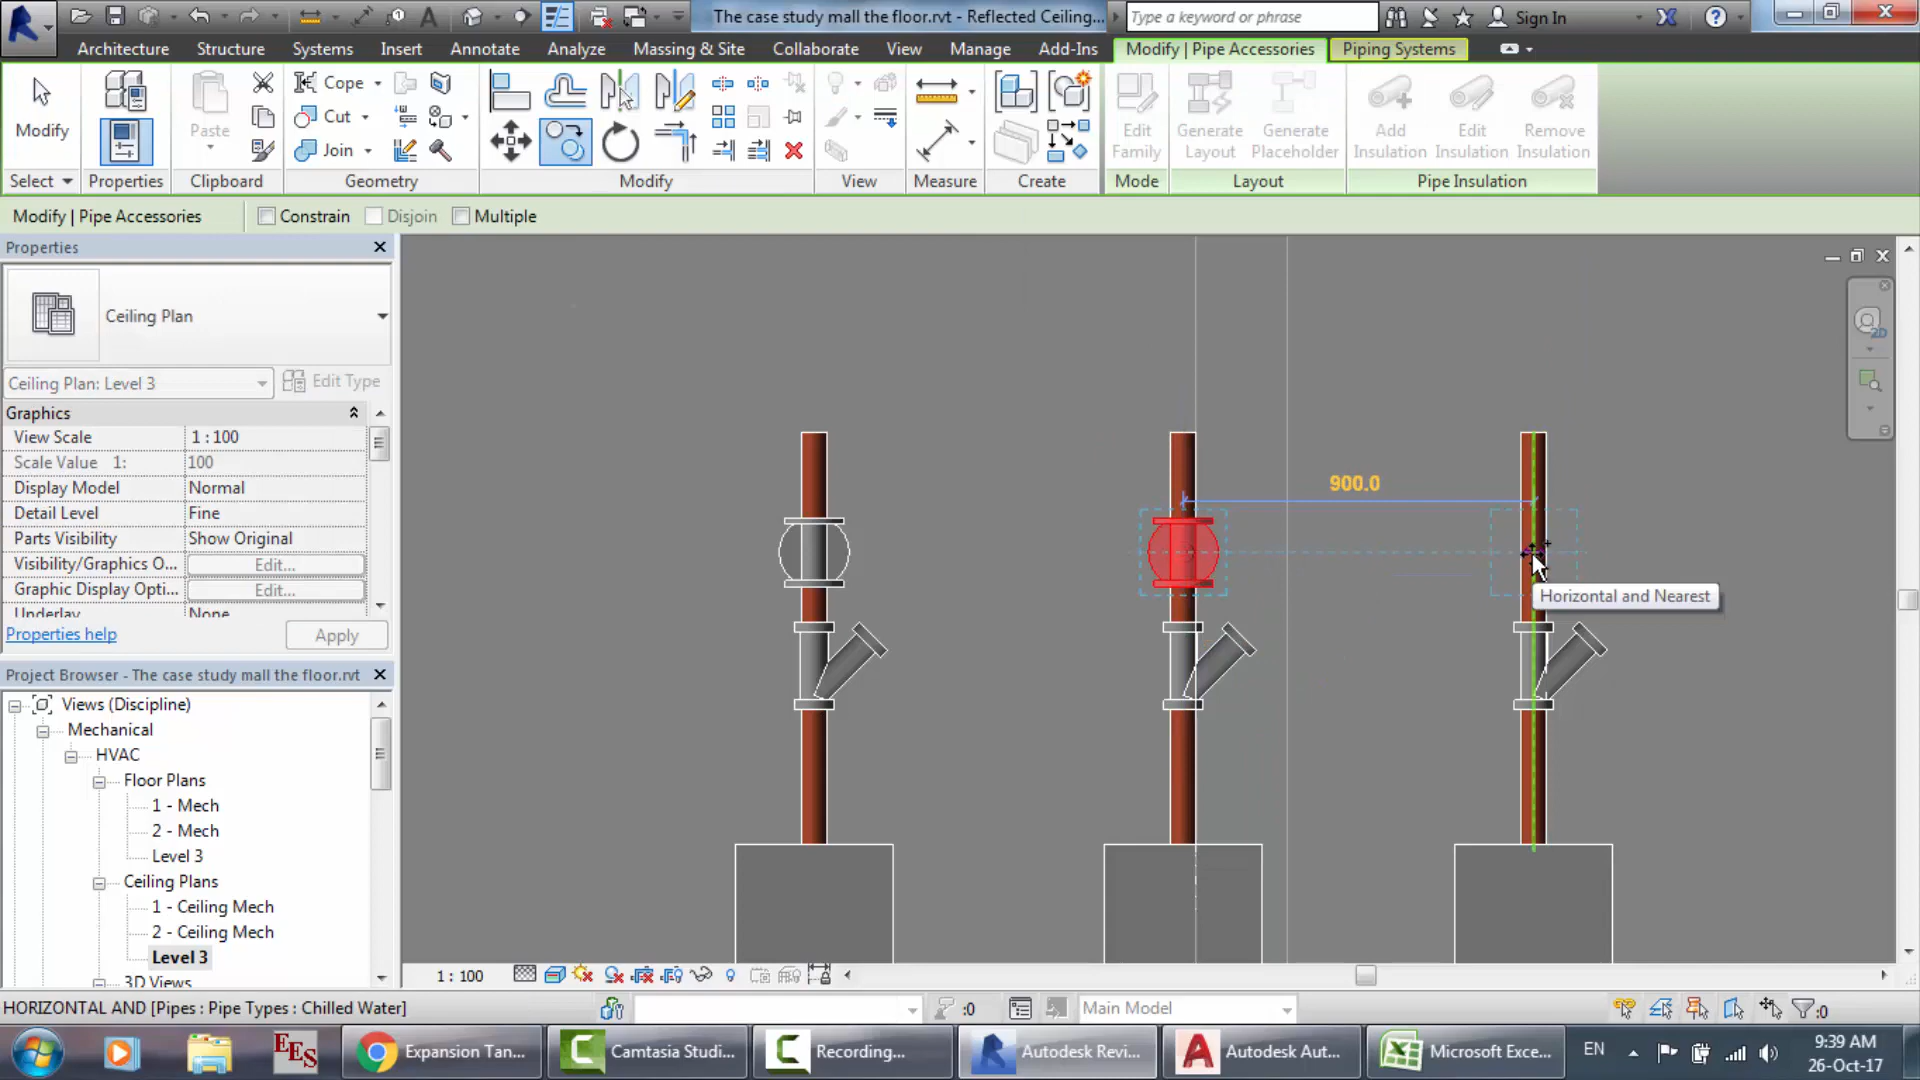 The case study mall the floor.rvt - Reflected Ceiling...
Type a keyword or phrase
Sign In
Architecture Structure Systems Insert Annotate Analyze Massing & Site Collaborate View Manage Add-Ins Modify | Pipe Accessories Piping Systems
Modify
Cope
Cut
Join
Paste
Edit Family
Generate Layout
Generate Placeholder
Add Insulation
Edit Insulation
Remove Insulation
Select Properties Clipboard Geometry Modify View Measure Create Mode Layout Pipe Insulation
Modify | Pipe Accessories Constrain Disjoin Multiple
Properties
Ceiling Plan
Ceiling Plan: Level 3 Edit Type
Graphics
View Scale 1 : 100
Scale Value 1: 100
Display Model Normal
Detail Level Fine
Parts Visibility Show Original
Visibility/Graphics O... Edit...
Graphic Display Opti... Edit...
Underlay None
Properties help Apply
Project Browser - The case study mall the floor.rvt
Views (Discipline)
Mechanical
HVAC
Floor Plans
1 - Mech
2 - Mech
Level 3
Ceiling Plans
1 - Ceiling Mech
2 - Ceiling Mech
Level 3
3D Views
2D
900.0
Horizontal and Nearest
1 : 100
HORIZONTAL AND [Pipes : Pipe Types : Chilled Water]
:0
Main Model
:0
EES
Expansion Tan...
Camtasia Studi...
Recording...
Autodesk Revi...
Autodesk Aut...
Microsoft Exce...
EN
9:39 AM
26-Oct-17